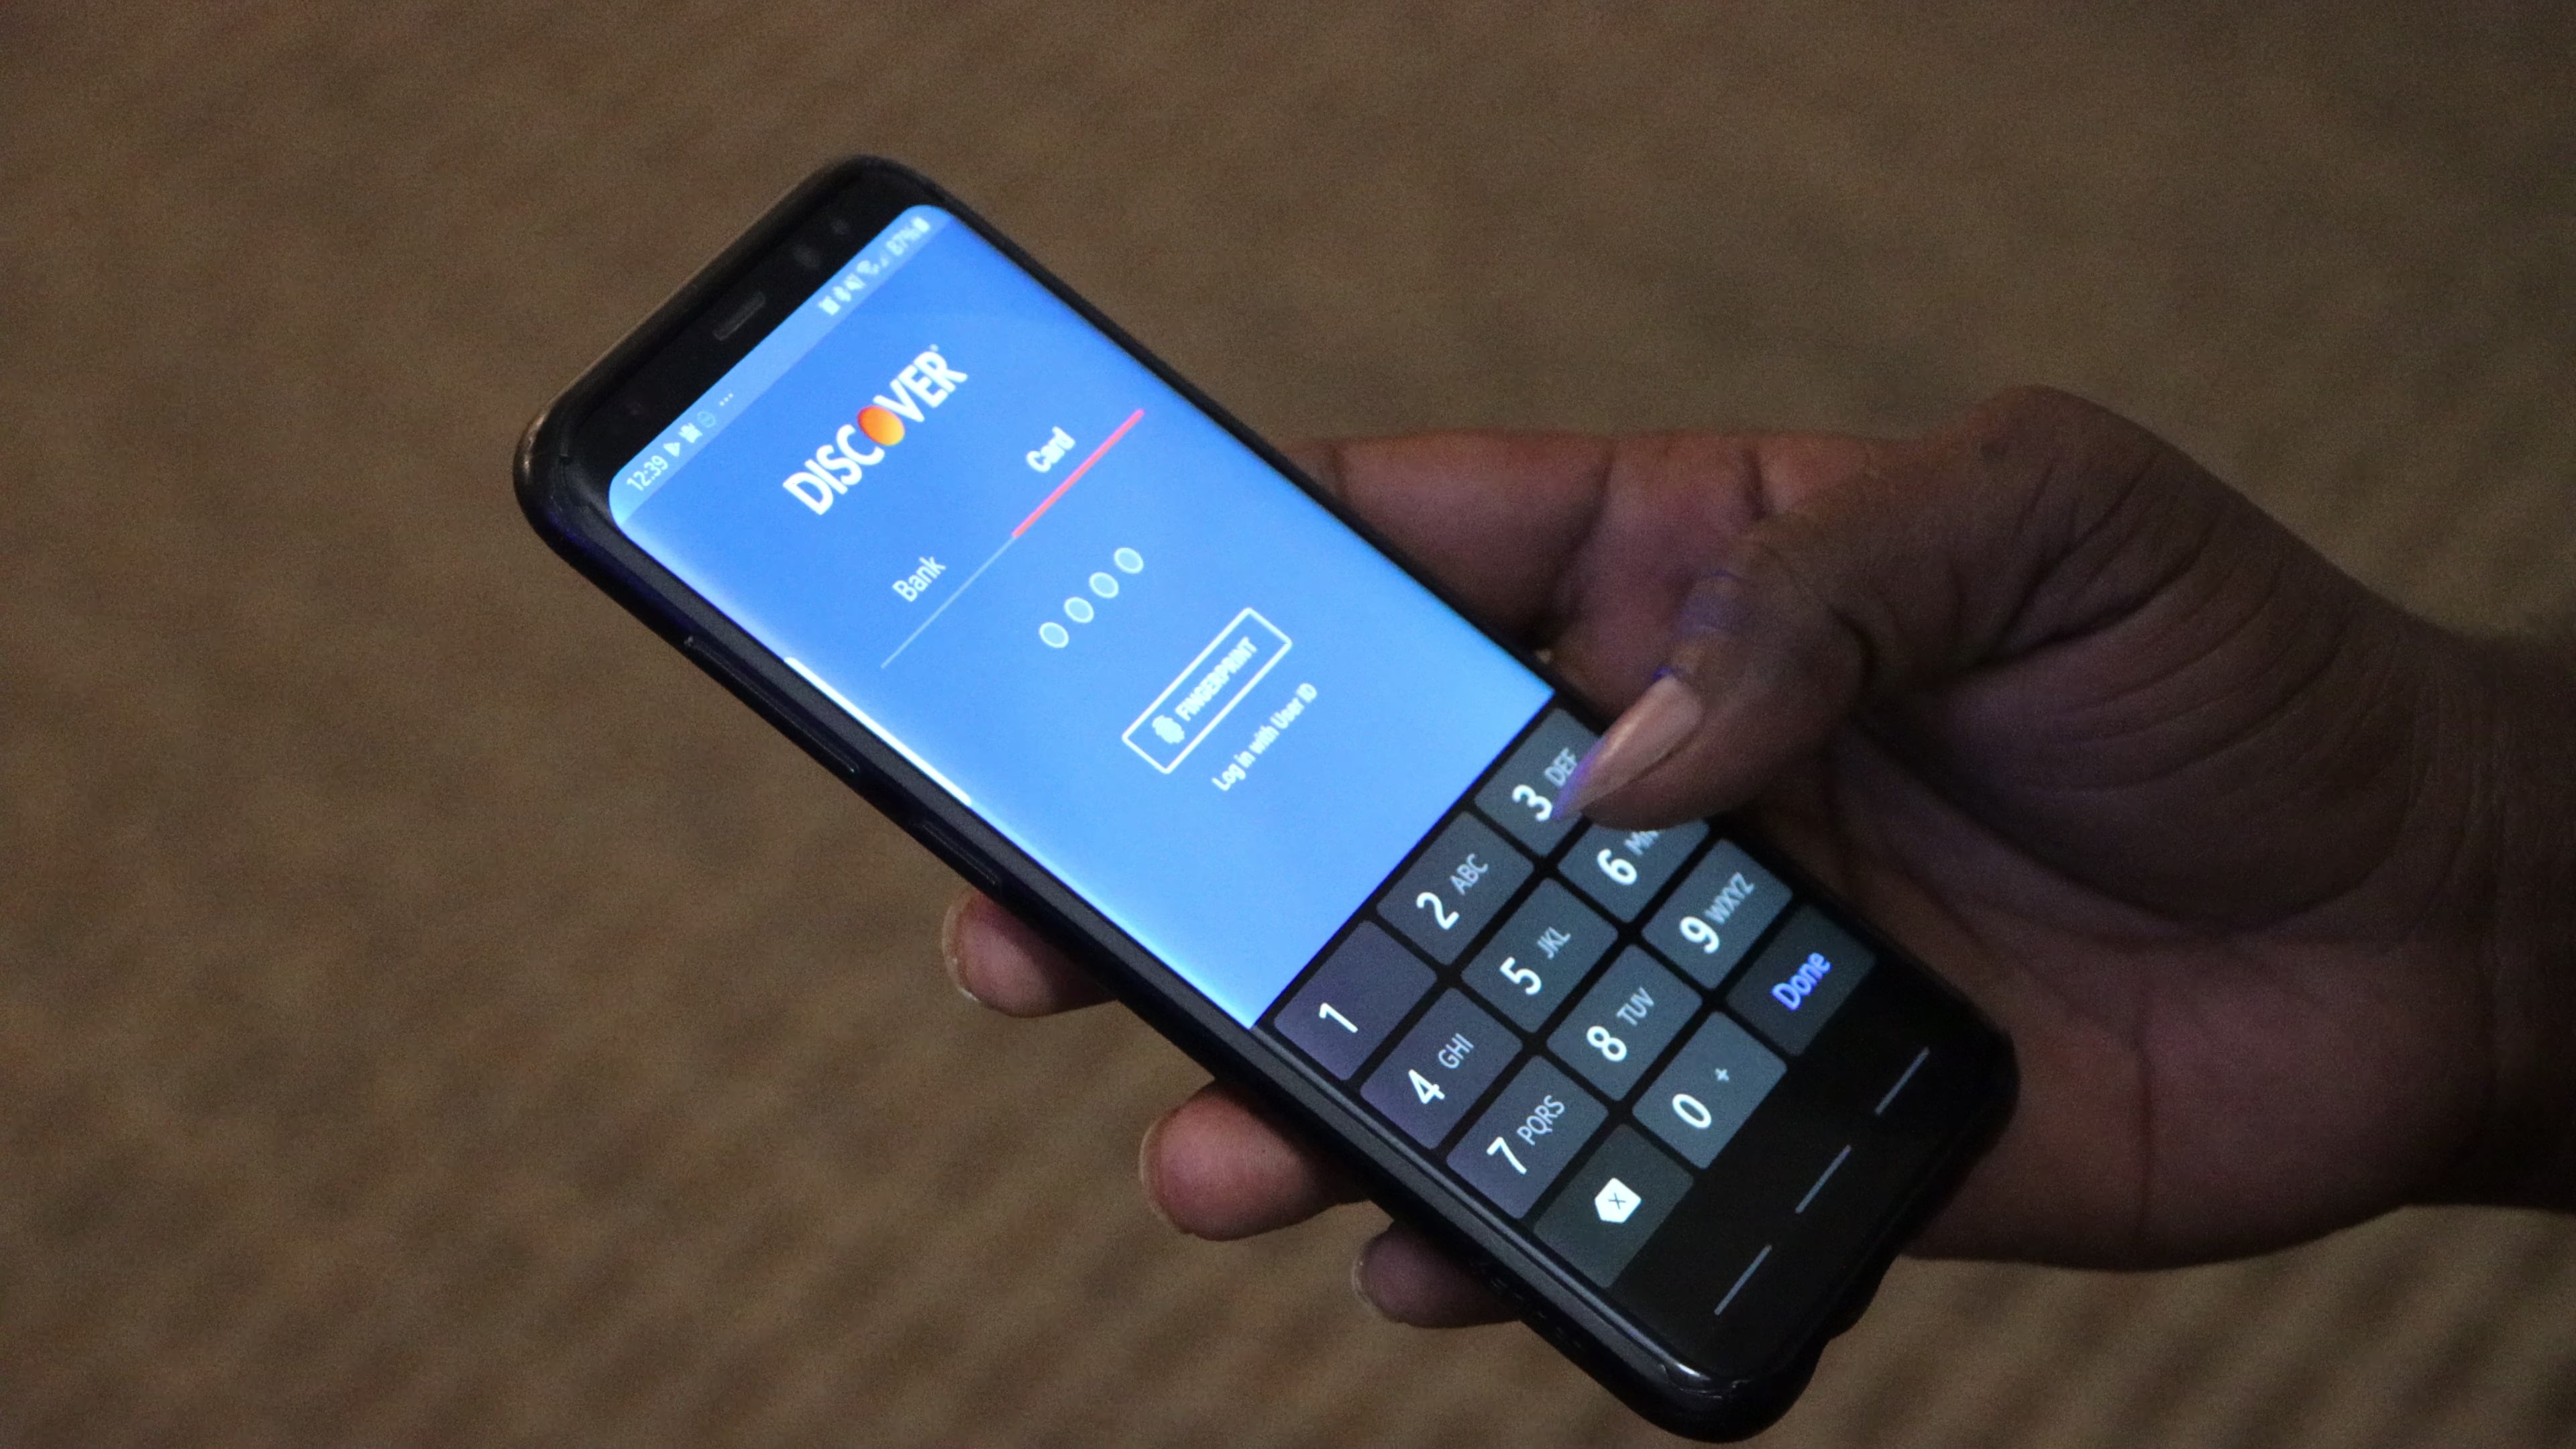 12:39 87%
DISCOVER
Bank Card
FINGERPRINT
Log in with User ID
1 2 ABC 3 DEF
4 GHI 5 JKL 6 MN
7 PQRS 8 TUV 9 WXYZ
0 + Done